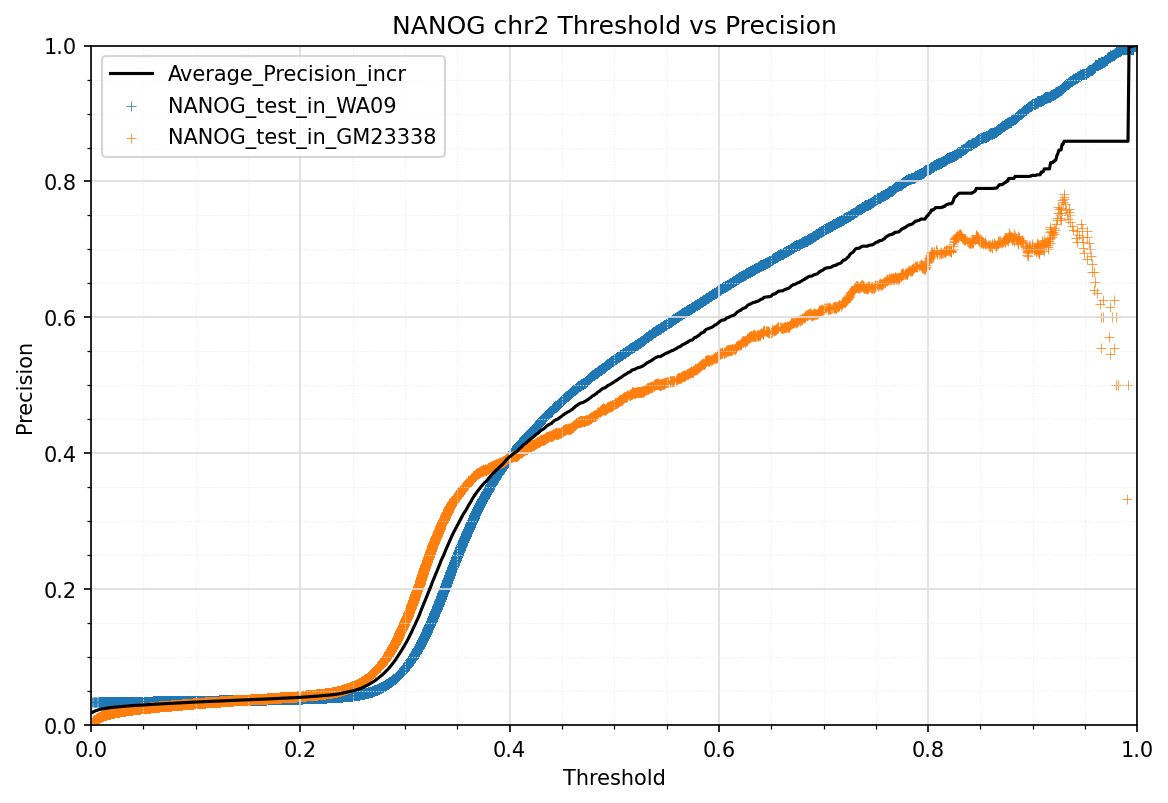 NANOG chr2 Threshold vs Precision
Average_Precision_incr
NANOG_test_in_WA09
NANOG_test_in_GM23338
1.0
0.8
0.6
0.4
0.2
0.0
Precision
0.0 0.2 0.4 0.6 0.8 1.0
Threshold